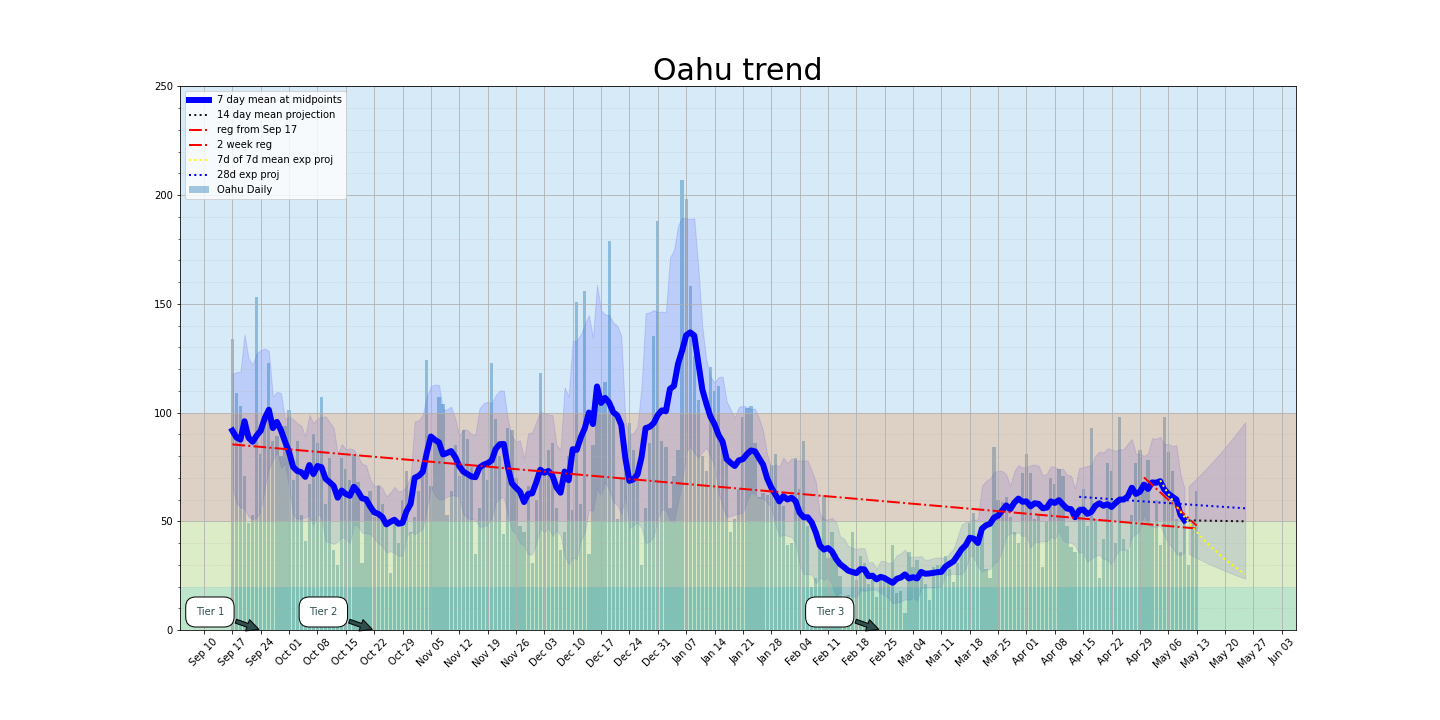 Oahu trend
250
200
150
100
50
0
7 day mean at midpoints
14 day mean projection
reg from Sep 17
2 week reg
7d of 7d mean exp proj
28d exp proj
Oahu Daily
Tier 1
Tier 2
Tier 3
Sep 10
Sep 17
Sep 24
Oct 01
Oct 08
Oct 15
Oct 22
Oct 29
Nov 05
Nov 12
Nov 19
Nov 26
Dec 03
Dec 10
Dec 17
Dec 24
Dec 31
Jan 07
Jan 14
Jan 21
Jan 28
Feb 04
Feb 11
Feb 18
Feb 25
Mar 04
Mar 11
Mar 18
Mar 25
Apr 01
Apr 08
Apr 15
Apr 22
Apr 29
May 06
May 13
May 20
May 27
Jun 03